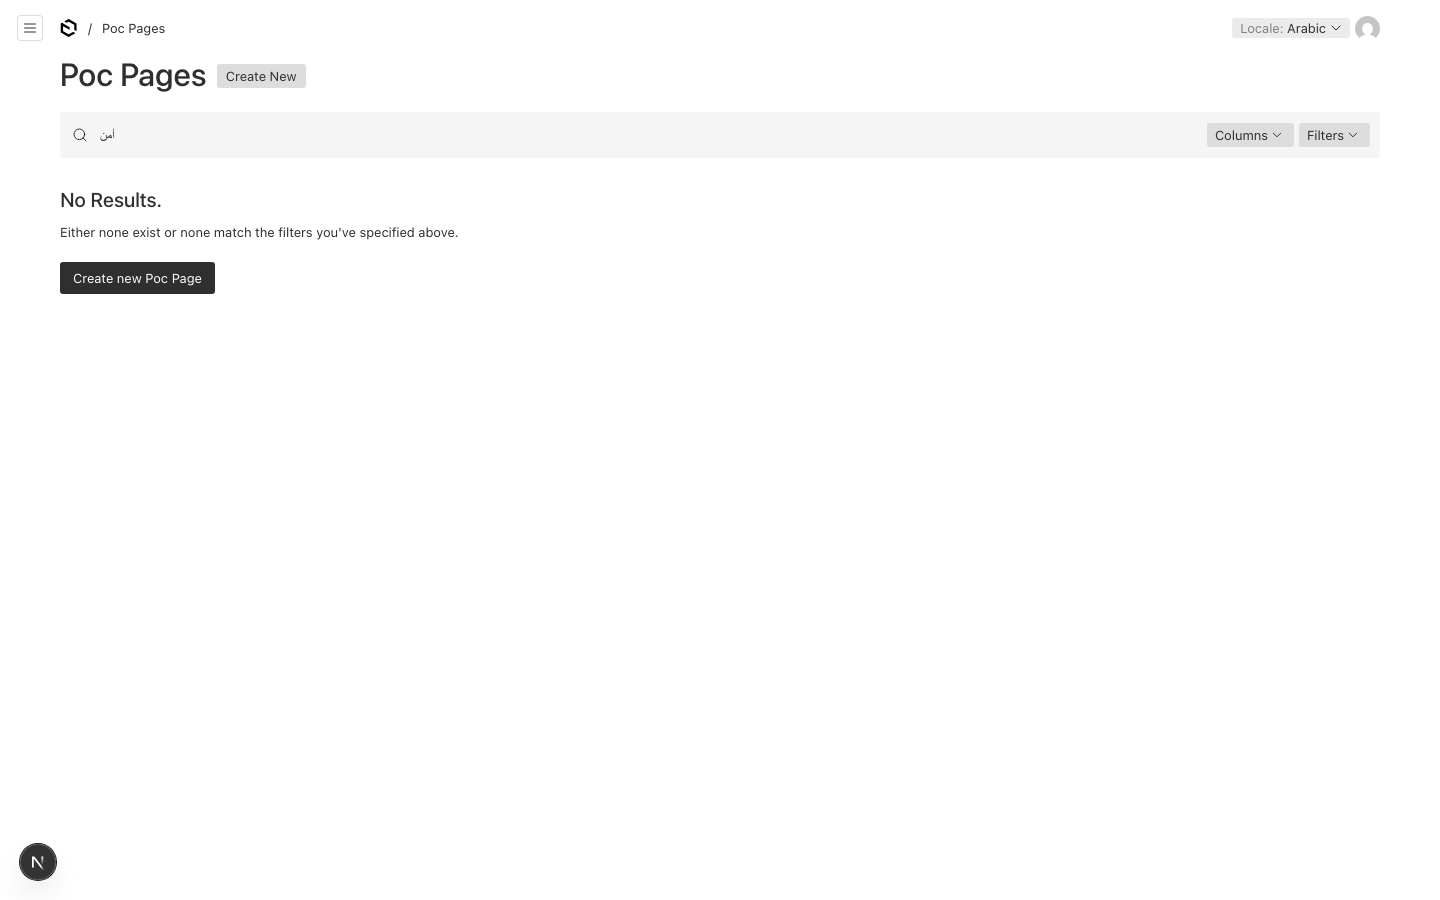 / Poc Pages
Locale: Arabic
Poc Pages
Create New
أمن
Columns
Filters
No Results.
Either none exist or none match the filters you've specified above.
Create new Poc Page
N